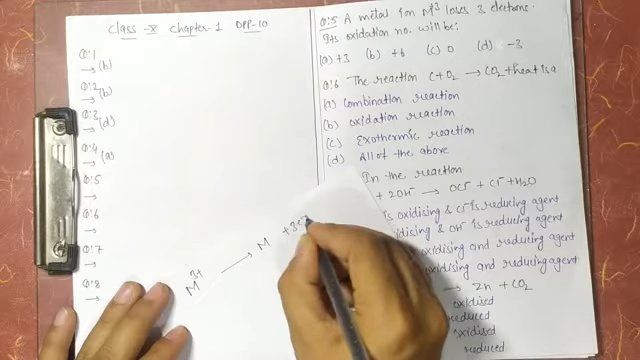 Class -X Chapter-1 DPP-10
Q:1
→ (b)
Q:2
→ (b)
Q:3
→ (d)
Q:4
→ (a)
Q:5
→
Q:6
→
Q:7
→
Q:8
→
M3+ → M +3e-
Q:5 A metal ion M+3 loses 3 electrons.
Its oxidation no. will be:
(a) +3 (b) +6 (c) 0 (d) -3
Q:6 The reaction C+O2 → CO2+heat is a
(a) Combination reaction
(b) oxidation reaction
(c) Exothermic reaction
(d) All of the above
In the reaction
+ 2OH- → OCl- + Cl- + H2O
is oxidising & Cl- is reducing agent
idising & OH- is reducing agent
oxidising and reducing agent
oxidising and reducing agent
→ Zn + CO2
oxidised
reduced
oxidised
reduced